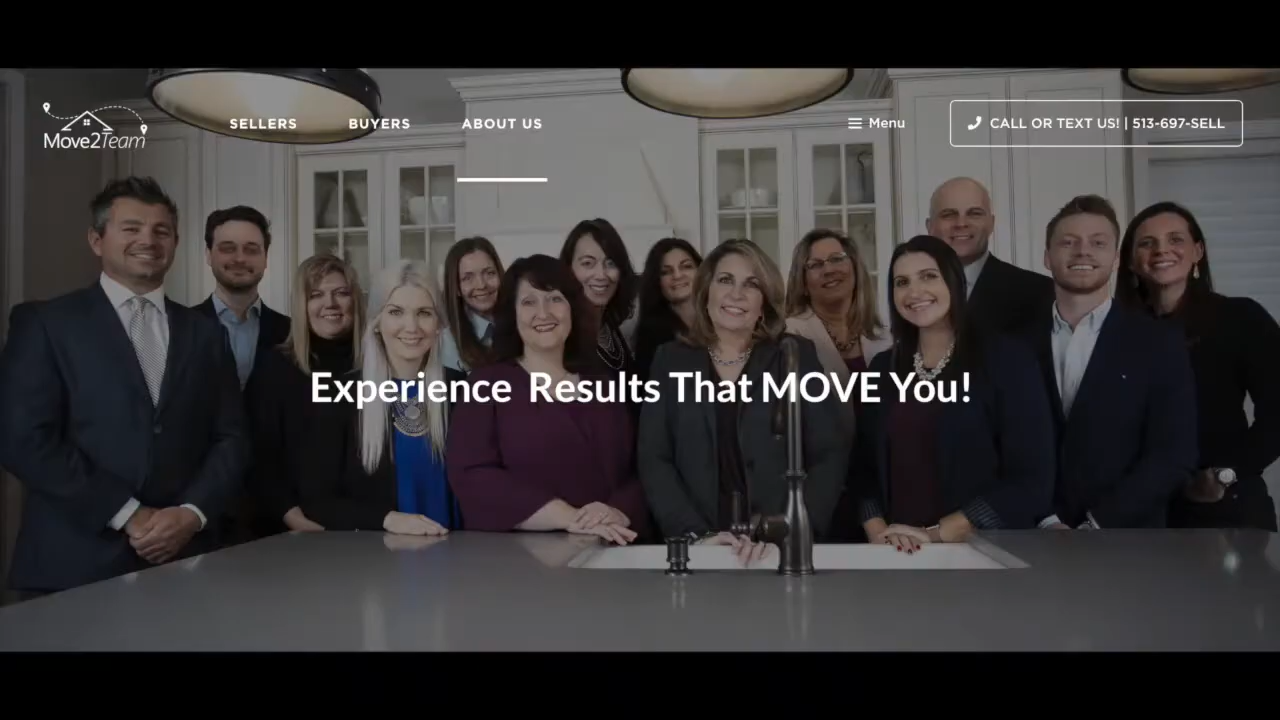 SELLERS
BUYERS
ABOUT US
Menu
CALL OR TEXT US! | 513-697-SELL
Move2Team
Experience Results That MOVE You!